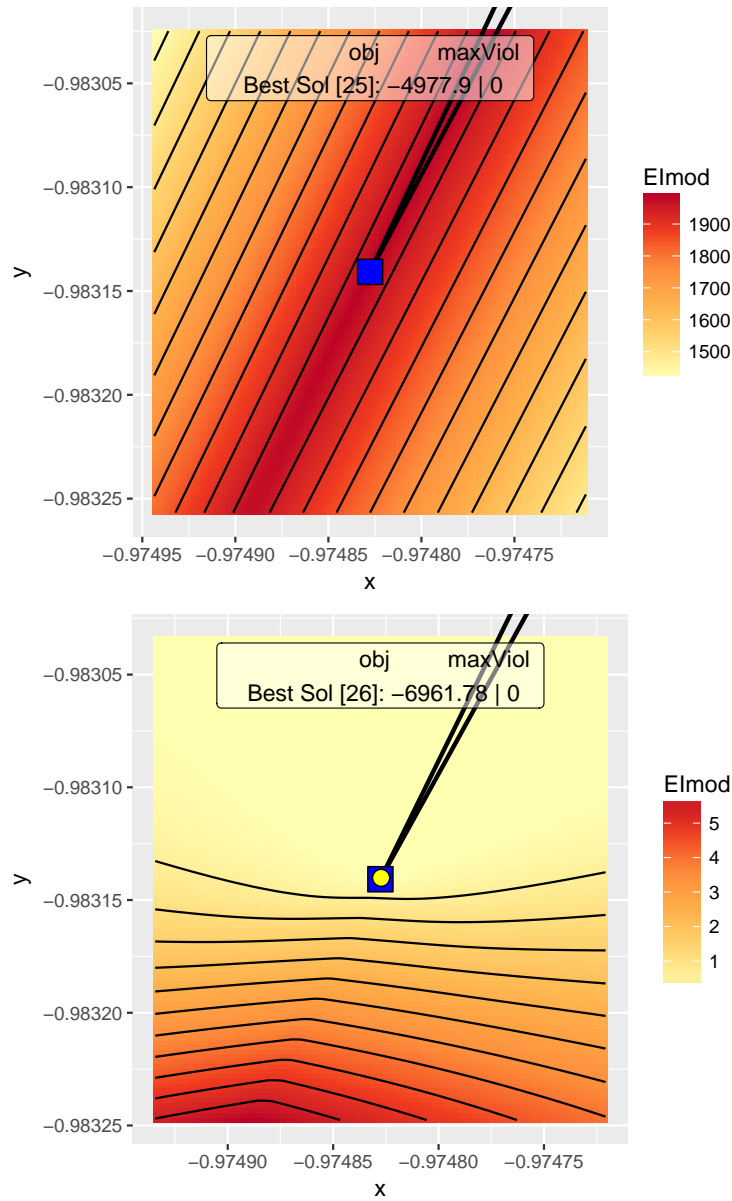 obj maxViol
Best Sol [25]: −4977.9 | 0
−0.98305
−0.98310
−0.98315
−0.98320
−0.98325
y
−0.97495 −0.97490 −0.97485 −0.97480 −0.97475
x
EImod
1900
1800
1700
1600
1500
obj maxViol
Best Sol [26]: −6961.78 | 0
−0.98305
−0.98310
−0.98315
−0.98320
−0.98325
y
−0.97490 −0.97485 −0.97480 −0.97475
x
EImod
5
4
3
2
1